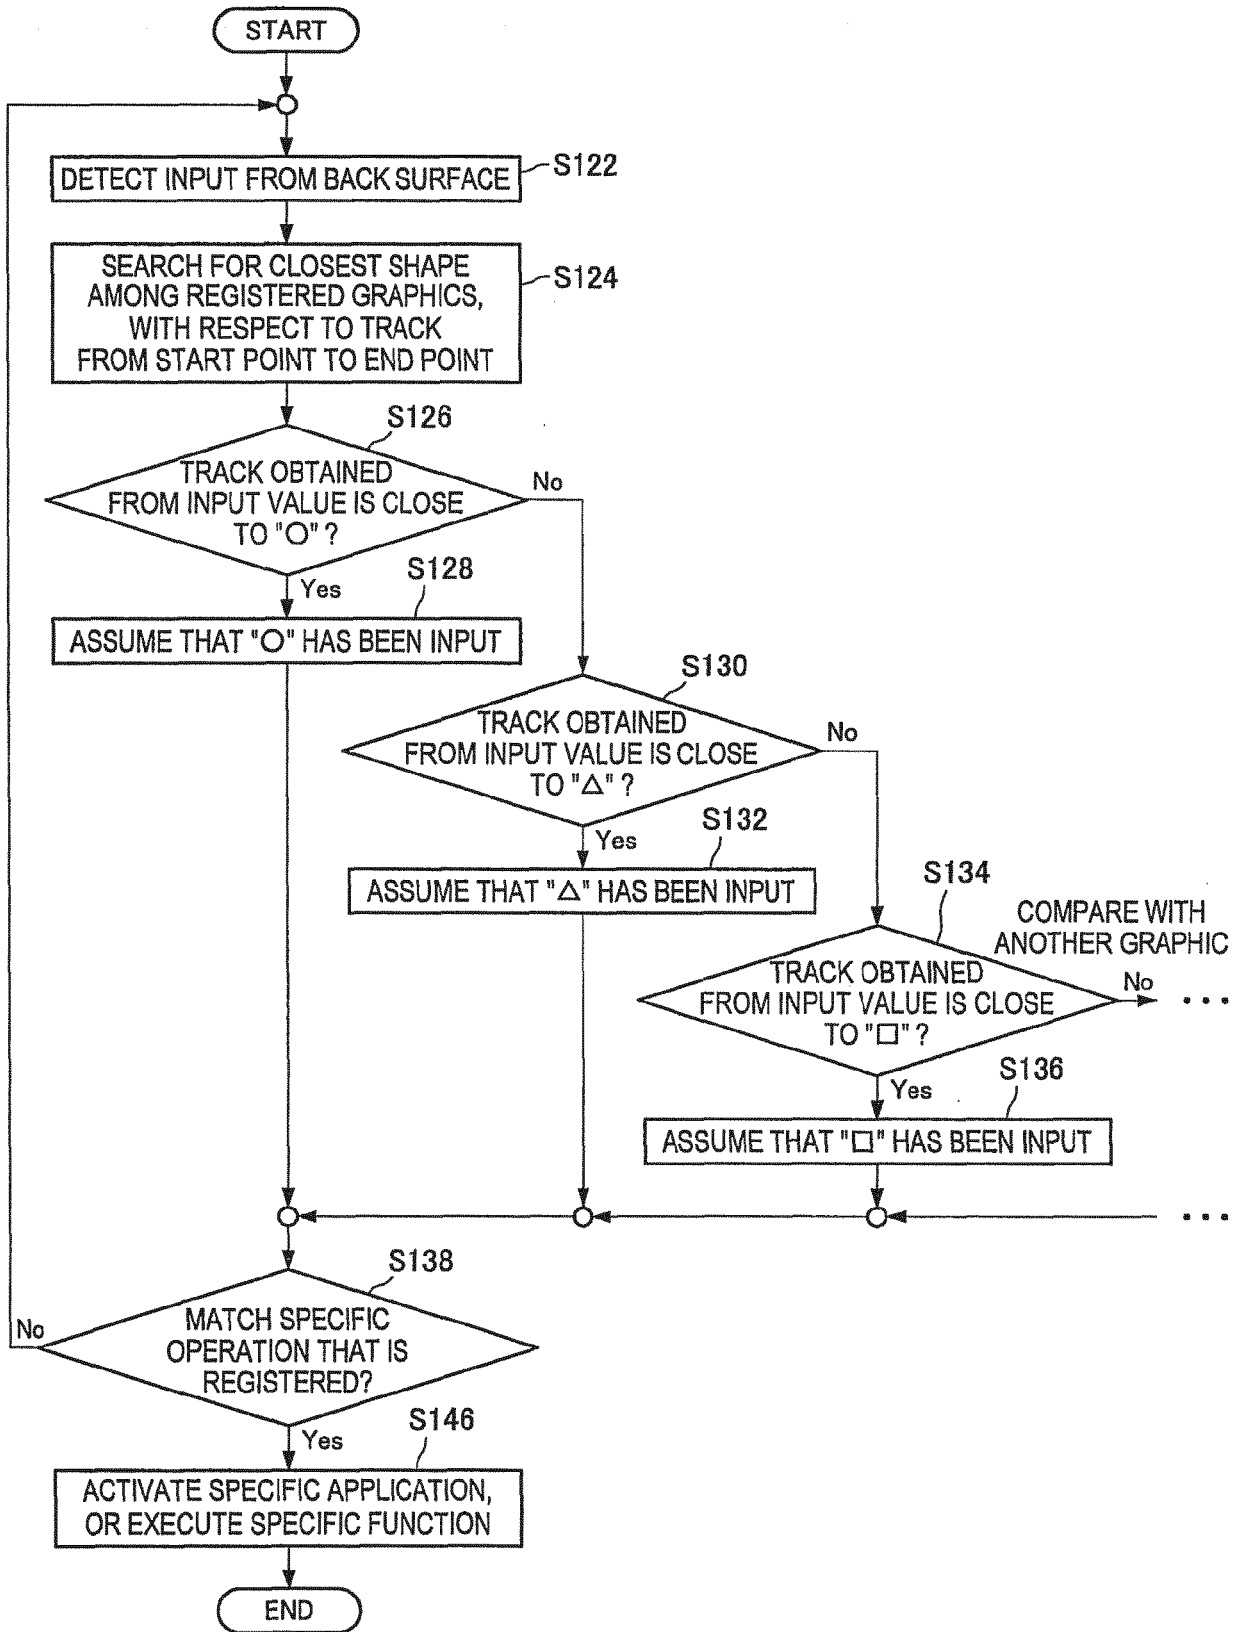 START
DETECT INPUT FROM BACK SURFACE
S122
SEARCH FOR CLOSEST SHAPE
AMONG REGISTERED GRAPHICS,
WITH RESPECT TO TRACK
FROM START POINT TO END POINT
S124
S126
TRACK OBTAINED
FROM INPUT VALUE IS CLOSE
TO "○" ?
No
Yes
S128
ASSUME THAT "○" HAS BEEN INPUT
S130
TRACK OBTAINED
FROM INPUT VALUE IS CLOSE
TO "△" ?
No
Yes
S132
ASSUME THAT "△" HAS BEEN INPUT
S134
COMPARE WITH
ANOTHER GRAPHIC
TRACK OBTAINED
FROM INPUT VALUE IS CLOSE
TO "□" ?
No
...
Yes
S136
ASSUME THAT "□" HAS BEEN INPUT
...
S138
MATCH SPECIFIC
OPERATION THAT IS
REGISTERED?
No
Yes
S146
ACTIVATE SPECIFIC APPLICATION,
OR EXECUTE SPECIFIC FUNCTION
END